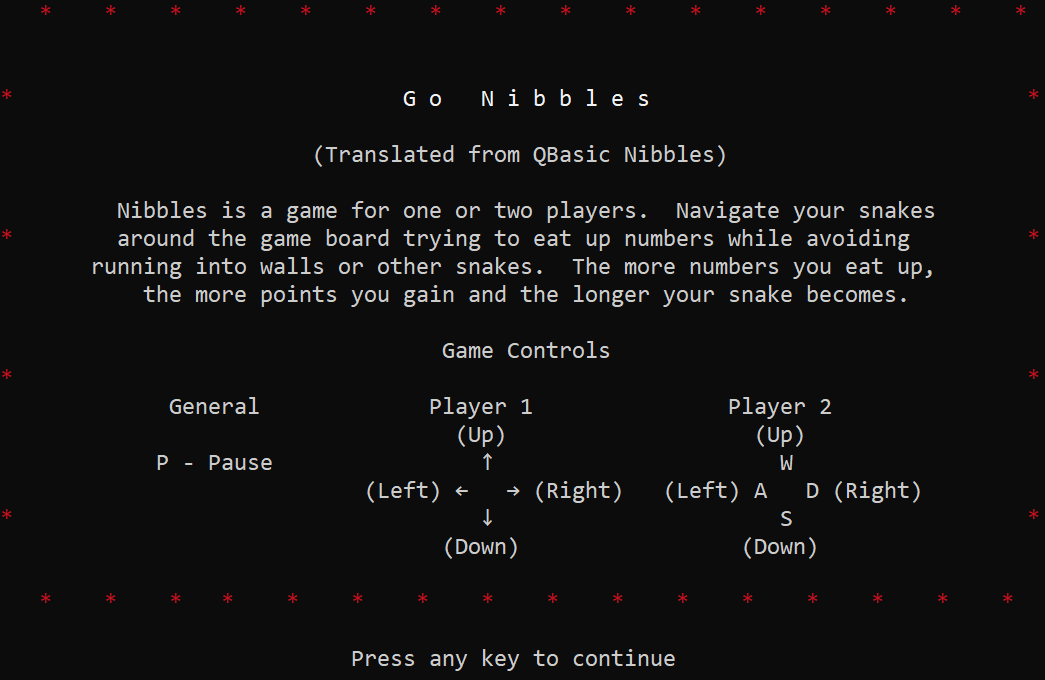 * * * * * * * * * * * * * * * *
* G o   N i b b l e s *
(Translated from QBasic Nibbles)
Nibbles is a game for one or two players.  Navigate your snakes
* around the game board trying to eat up numbers while avoiding *
running into walls or other snakes.  The more numbers you eat up,
the more points you gain and the longer your snake becomes.
Game Controls
* *
General Player 1 Player 2
(Up) (Up)
P - Pause ↑ W
(Left) ← → (Right) (Left) A D (Right)
* ↓ S *
(Down) (Down)
* * * * * * * * * * * * * * * *
Press any key to continue